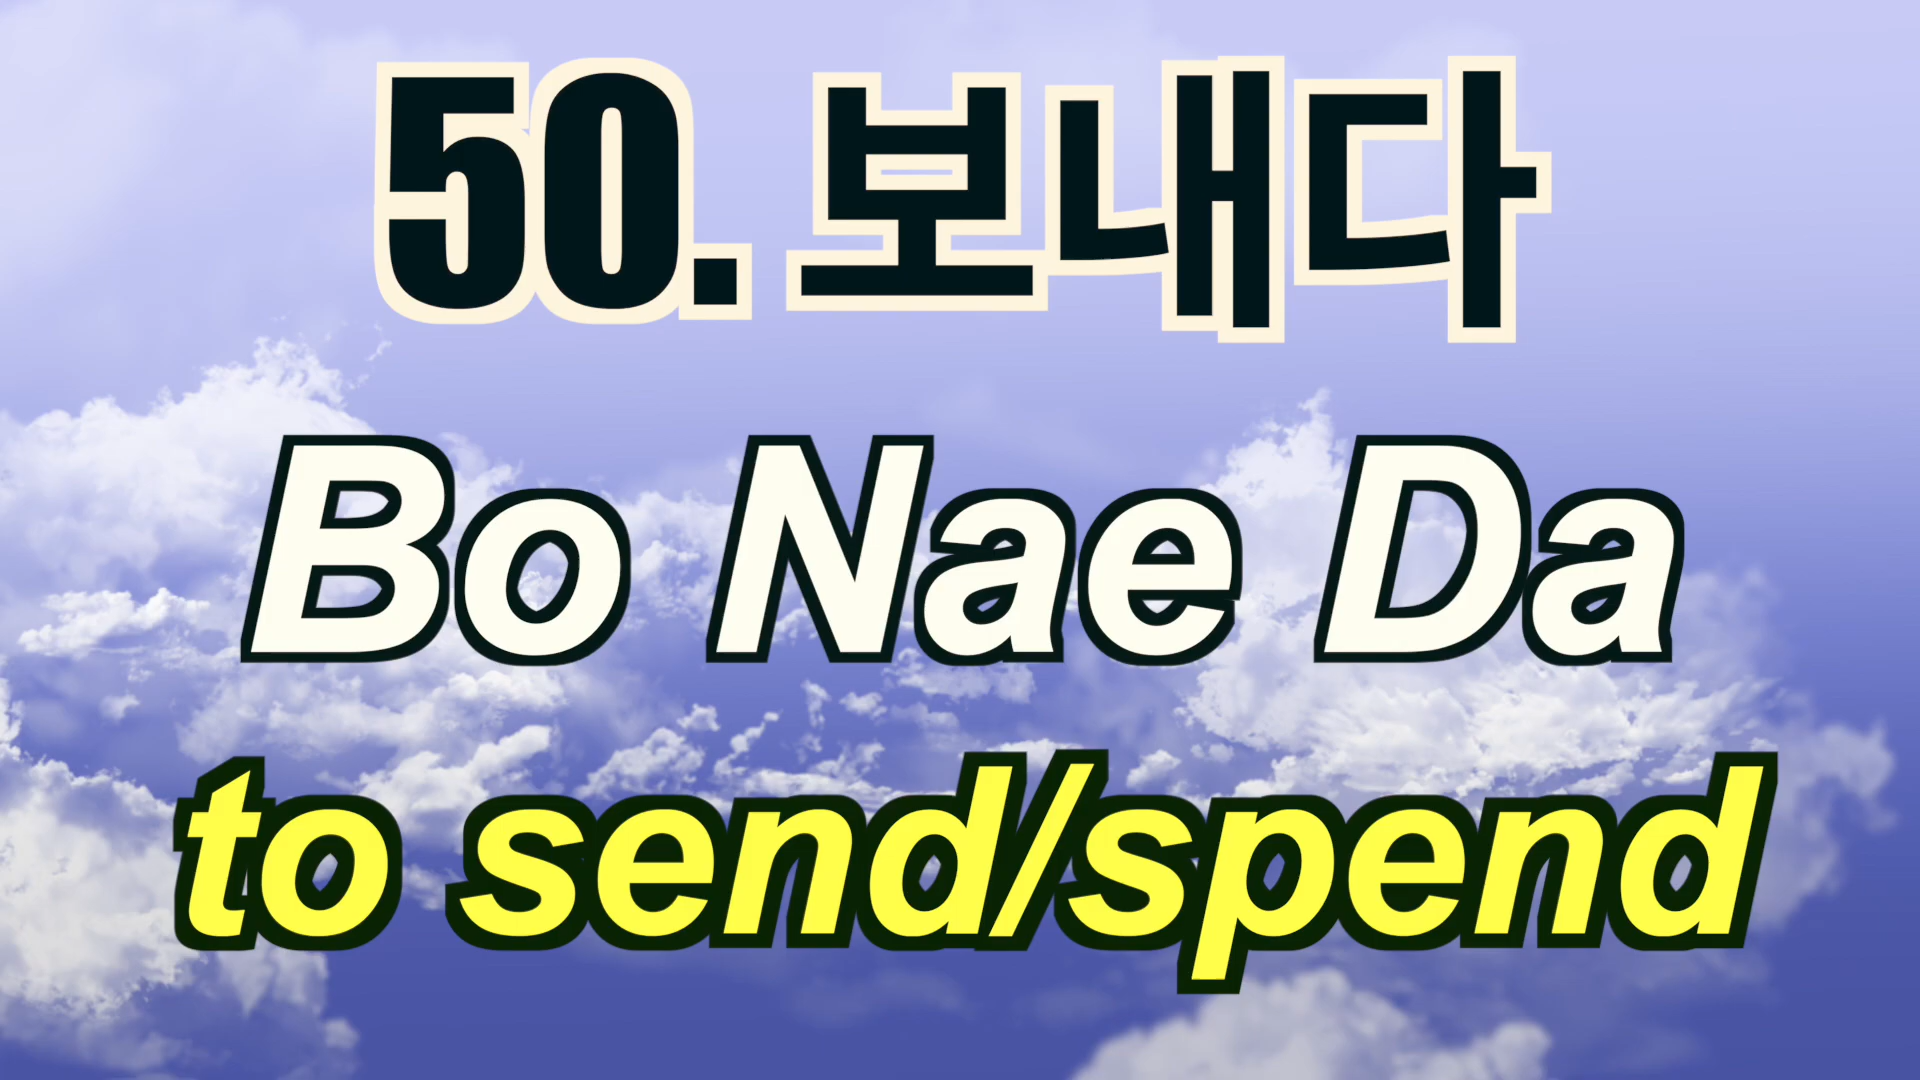 50. 보내다
Bo Nae Da
to send/spend